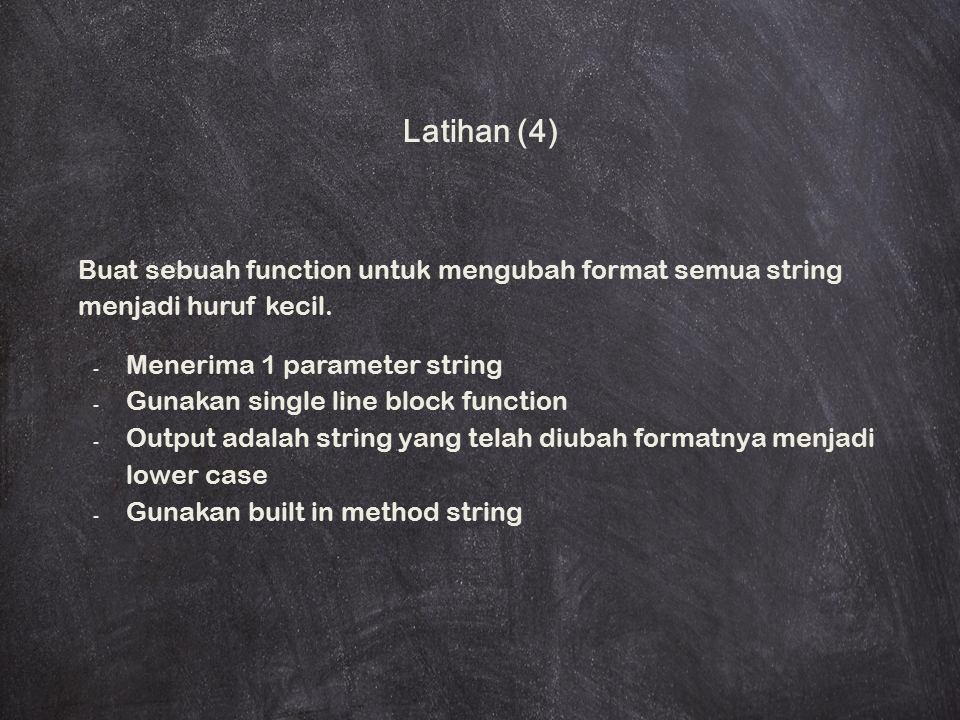 Latihan (4)
Buat sebuah function untuk mengubah format semua string
menjadi huruf kecil.
- Menerima 1 parameter string
- Gunakan single line block function
- Output adalah string yang telah diubah formatnya menjadi
lower case
- Gunakan built in method string